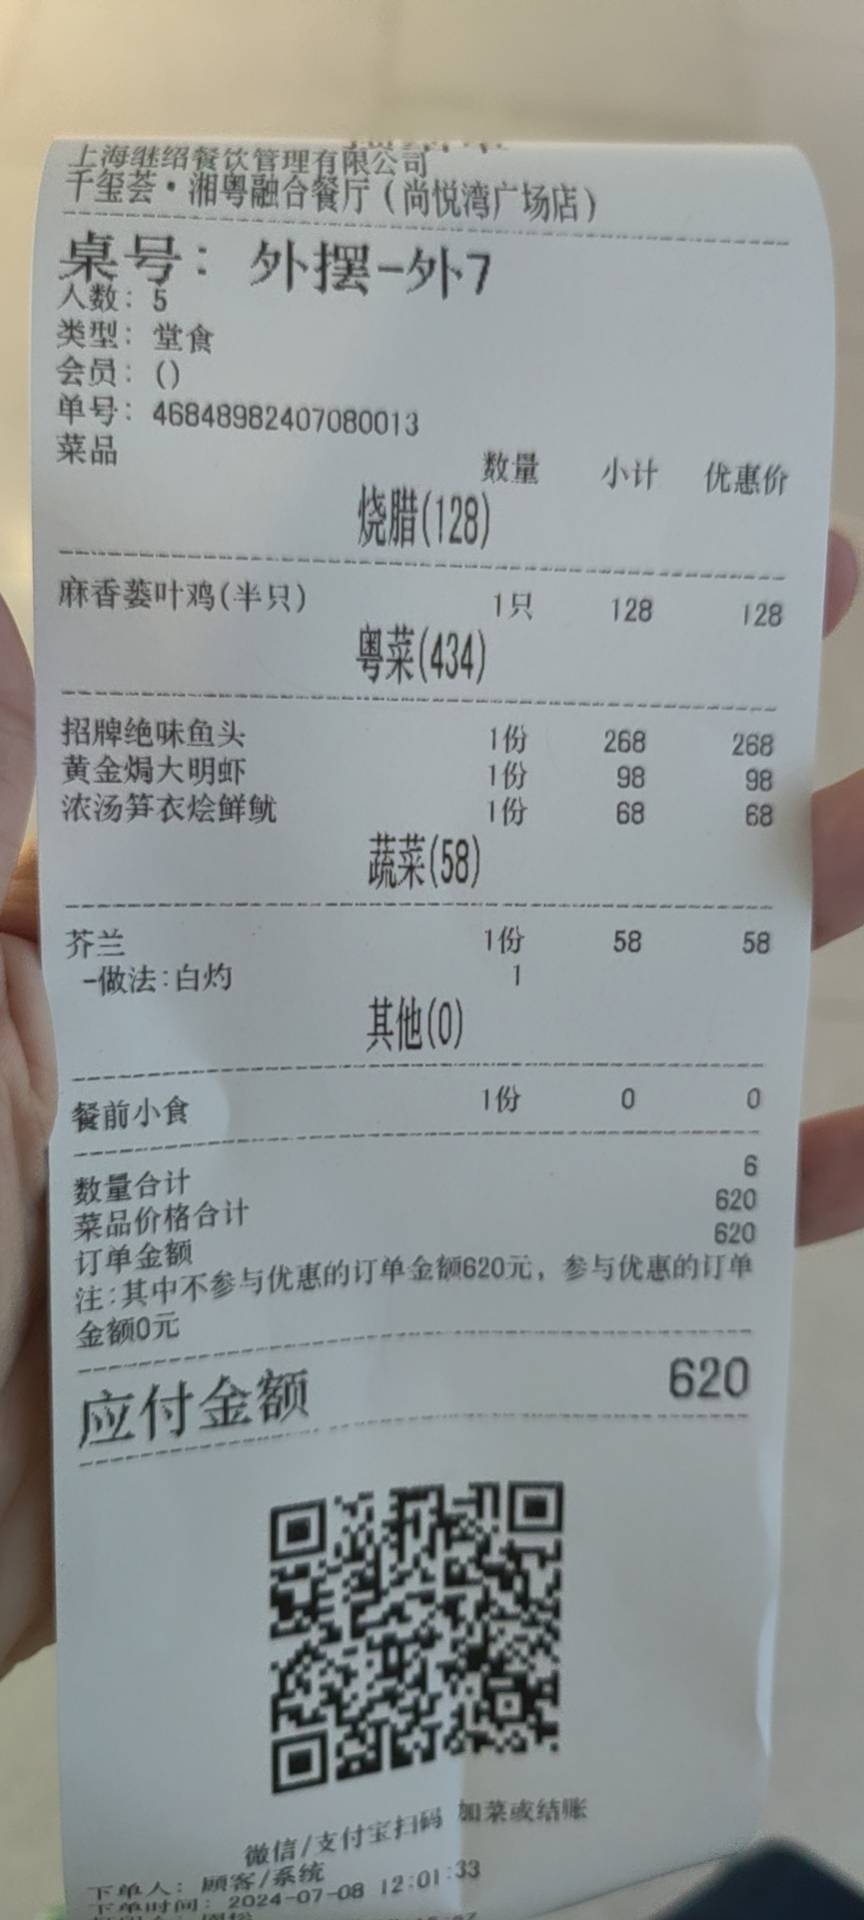 上海继绍餐饮管理有限公司
千玺荟·湘粤融合餐厅(尚悦湾广场店)
桌号: 外摆-外7
人数: 5
类型: 堂食
会员: ()
单号: 46848982407080013
菜品 数量 小计 优惠价
烧腊(128)
麻香蒌叶鸡(半只) 1只 128 128
粤菜(434)
招牌绝味鱼头 1份 268 268
黄金焗大明虾 1份 98 98
浓汤笋衣烩鲜鱿 1份 68 68
蔬菜(58)
芥兰 1份 58 58
-做法:白灼 1
其他(0)
餐前小食 1份 0 0
数量合计 6
菜品价格合计 620
订单金额 620
注:其中不参与优惠的订单金额620元, 参与优惠的订单
金额0元
应付金额 620
微信/支付宝扫码 加菜或结账
下单人: 顾客/系统
下单时间: 2024-07-08 12:01:33